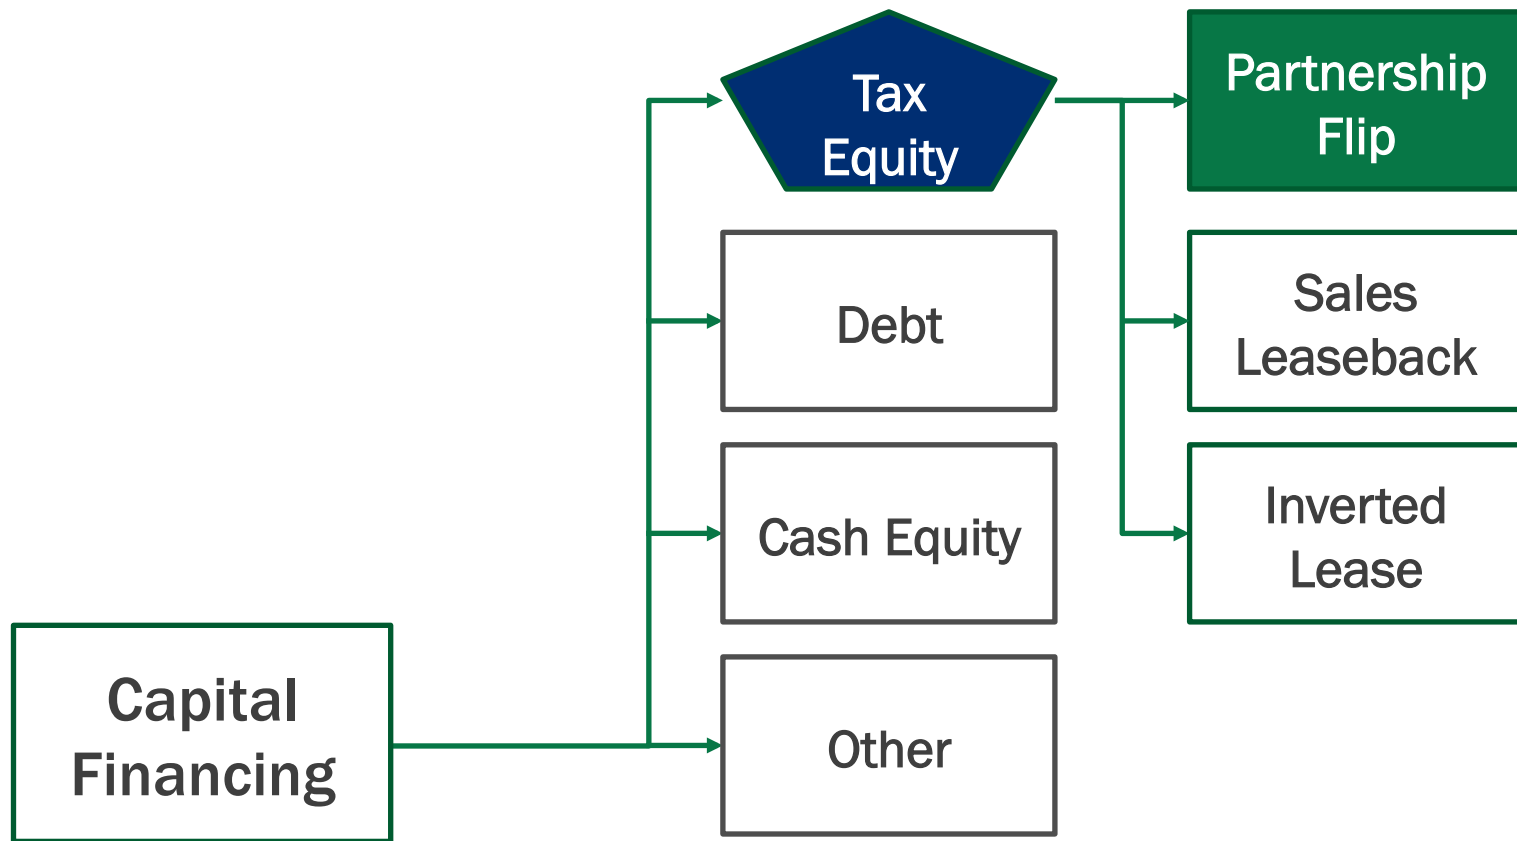 Tax
Equity
Partnership
Flip
Debt
Sales
Leaseback
Cash Equity
Inverted
Lease
Capital
Financing
Other